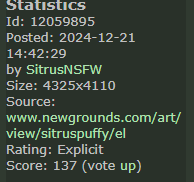 Statistics
Id: 12059895
Posted: 2024-12-21
14:42:29
by SitrusNSFW
Size: 4325x4110
Source:
www.newgrounds.com/art/
view/sitruspuffy/el
Rating: Explicit
Score: 137 (vote up)